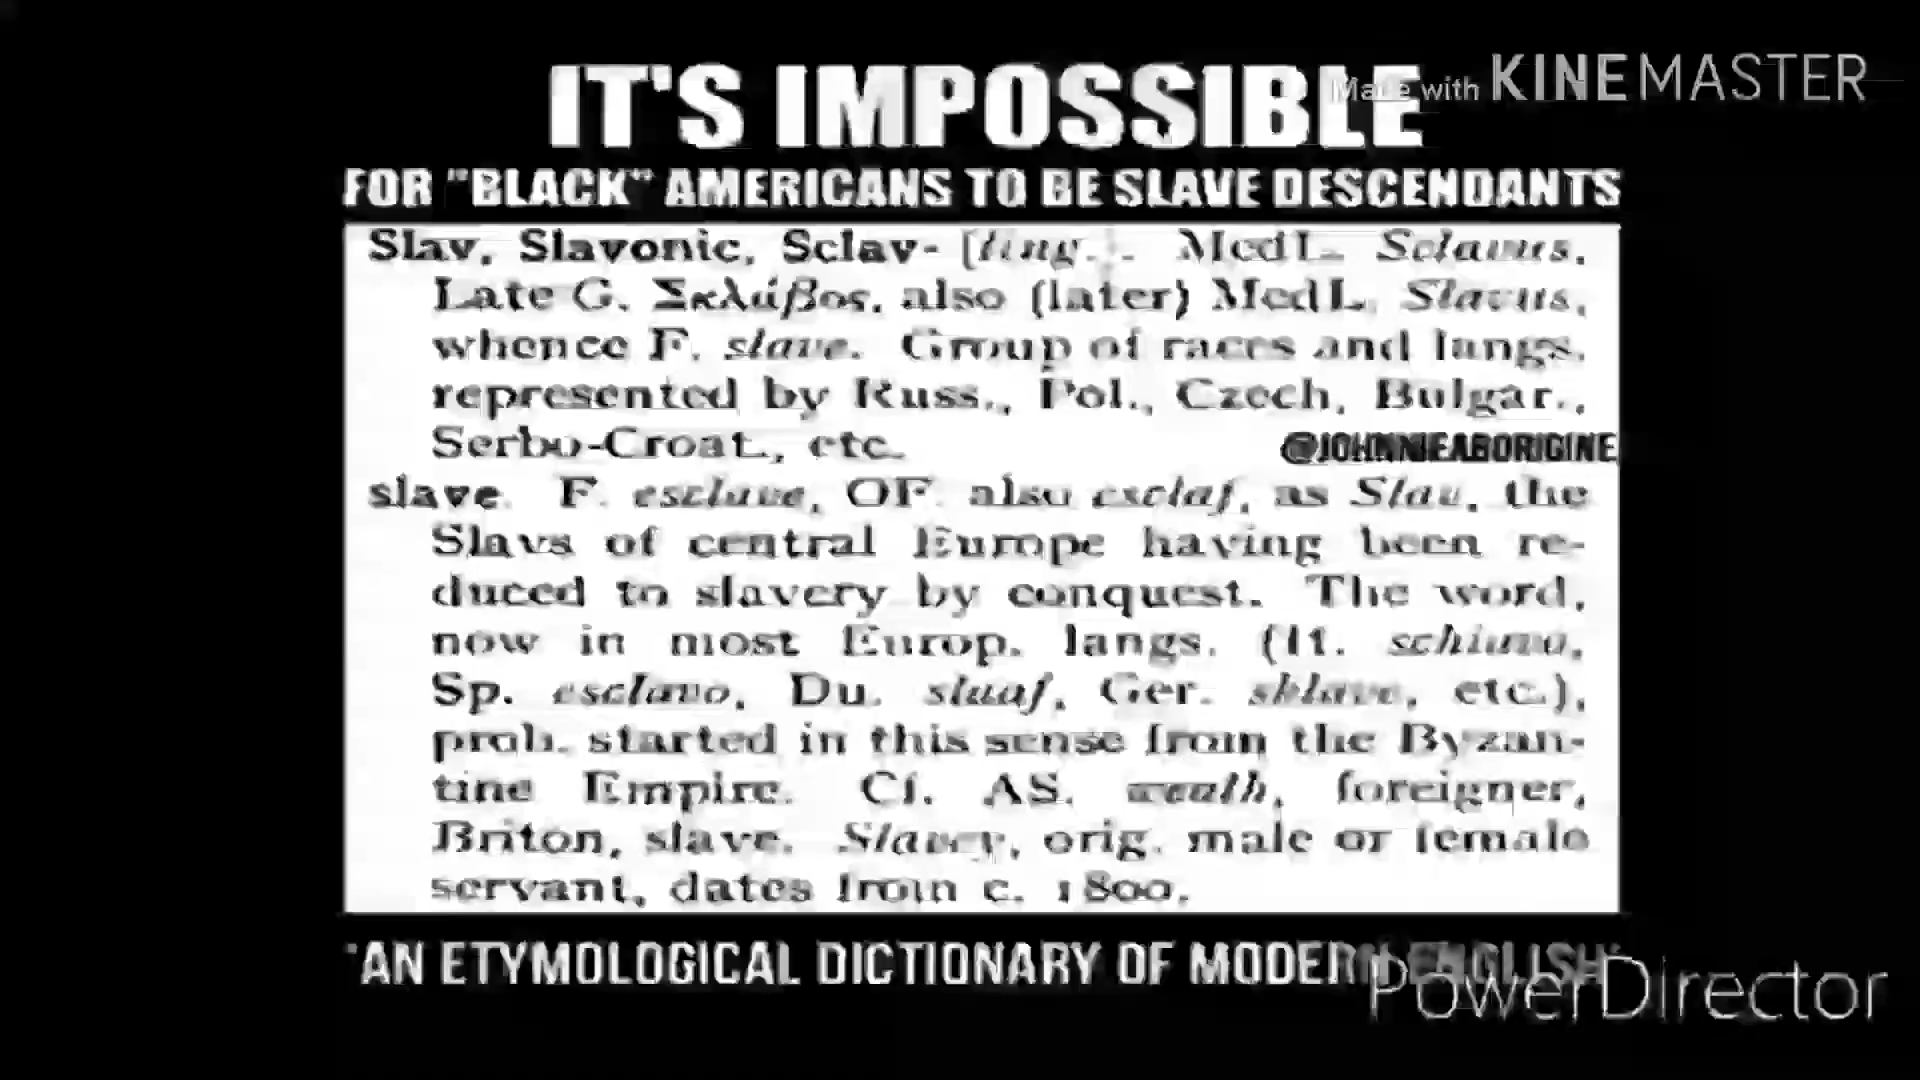 IT'S IMPOSSIBLE
Made with KINEMASTER
FOR "BLACK" AMERICANS TO BE SLAVE DESCENDANTS
Slav, Slavonic, Sclav- [ling.]. MedL. Sclavus,
Late G. Σκλάβος, also (later) MedL. Slavus,
whence F. slave. Group of races and langs.
represented by Russ., Pol., Czech, Bulgar.,
Serbo-Croat., etc.
@JOHNNIEABORIGINE
slave. F. esclave, OF. also esclaf, as Slav, the
Slavs of central Europe having been re-
duced to slavery by conquest. The word,
now in most Europ. langs. (It. schiavo,
Sp. esclavo, Du. slaaf, Ger. sklave, etc.),
prob. started in this sense from the Byzan-
tine Empire. Cf. AS. wealh, foreigner,
Briton, slave. Slavey, orig. male or female
servant, dates from c. 1800.
"AN ETYMOLOGICAL DICTIONARY OF MODERN ENGLISH"
PowerDirector